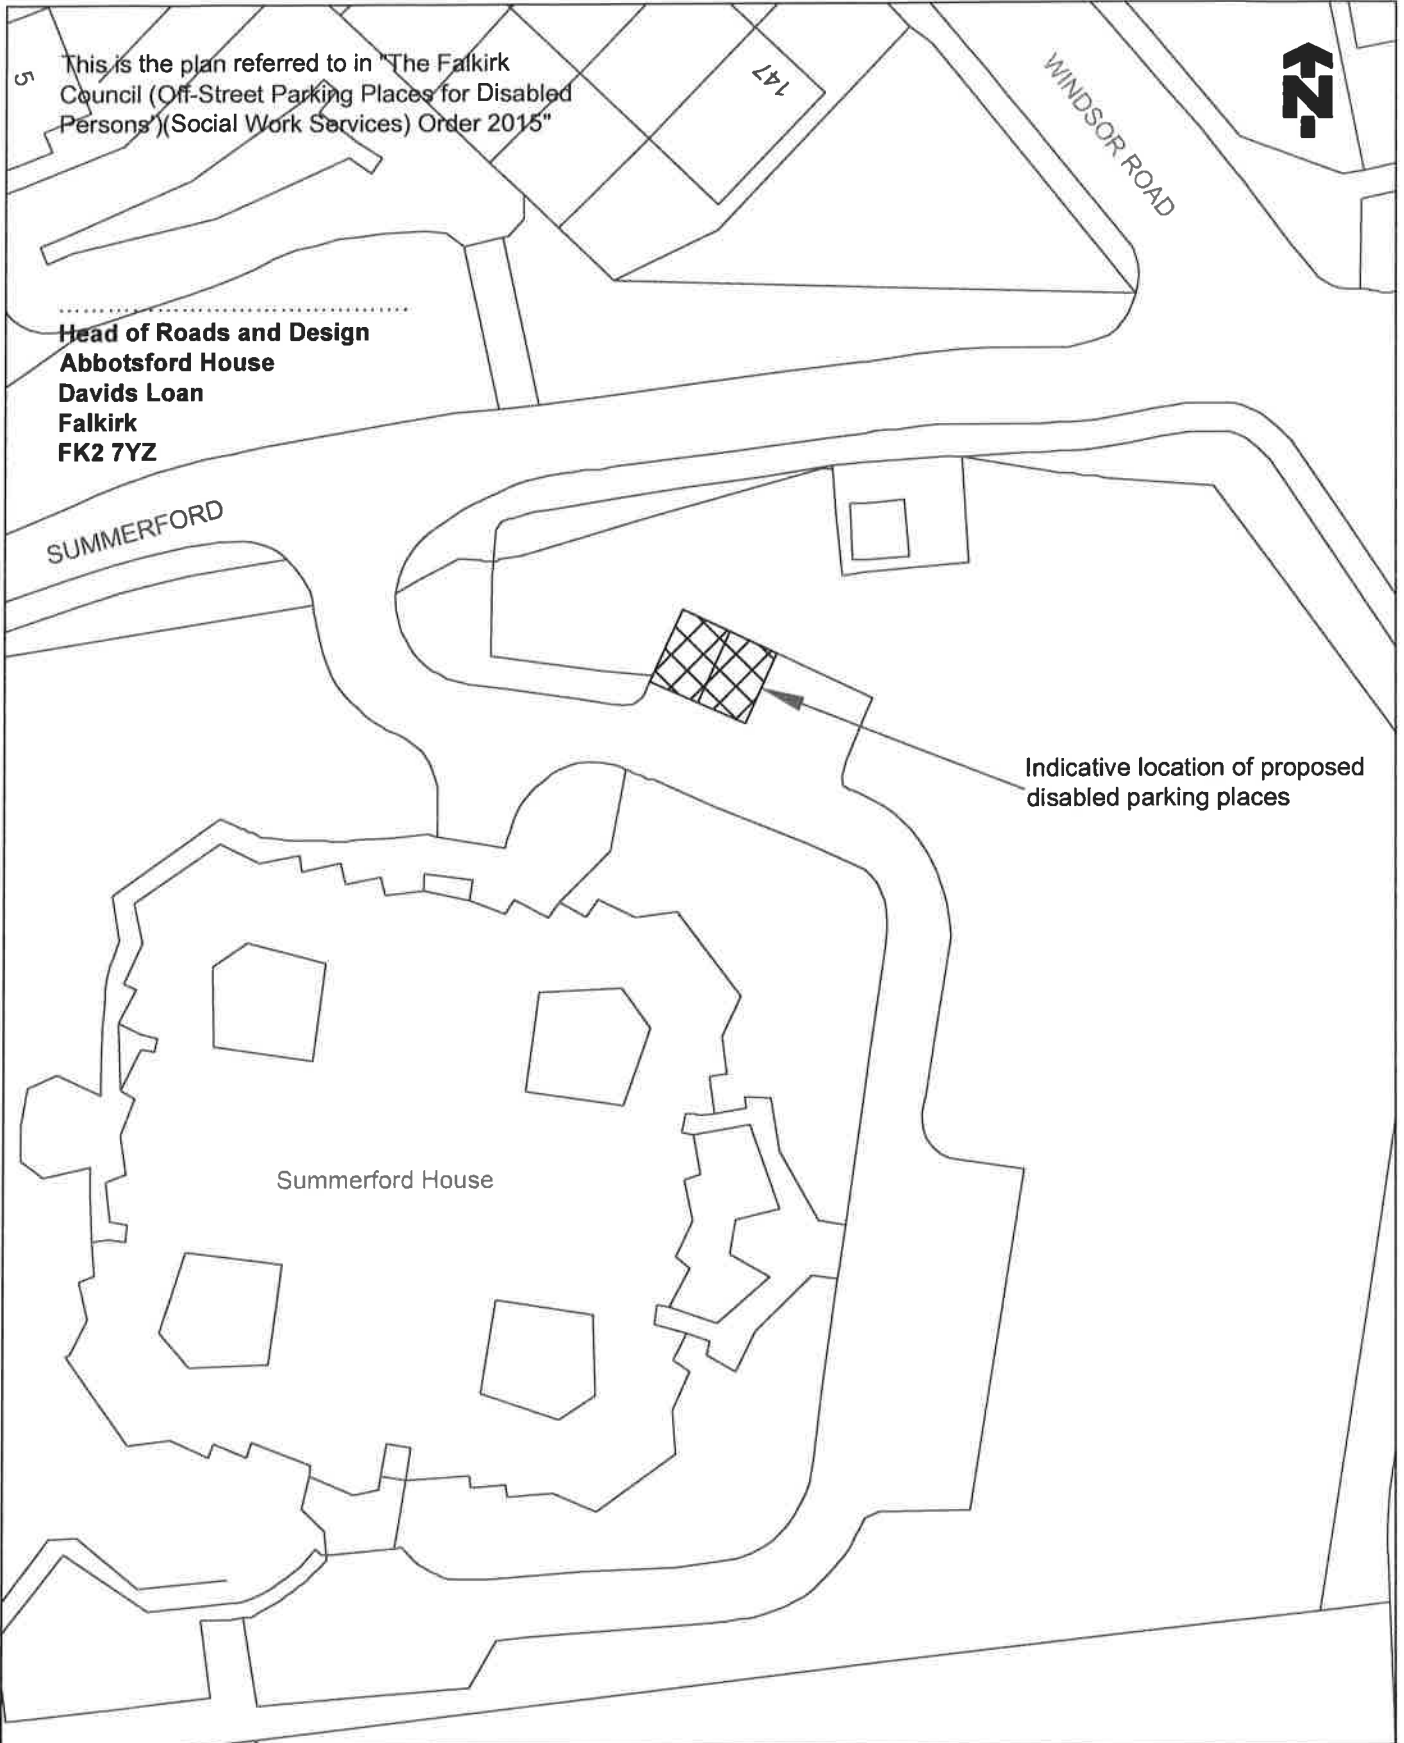 5
This is the plan referred to in "The Falkirk
Council (Off-Street Parking Places for Disabled
Persons')(Social Work Services) Order 2015"
147
WINDSOR ROAD
N
Head of Roads and Design
Abbotsford House
Davids Loan
Falkirk
FK2 7YZ
SUMMERFORD
Indicative location of proposed
disabled parking places
Summerford House